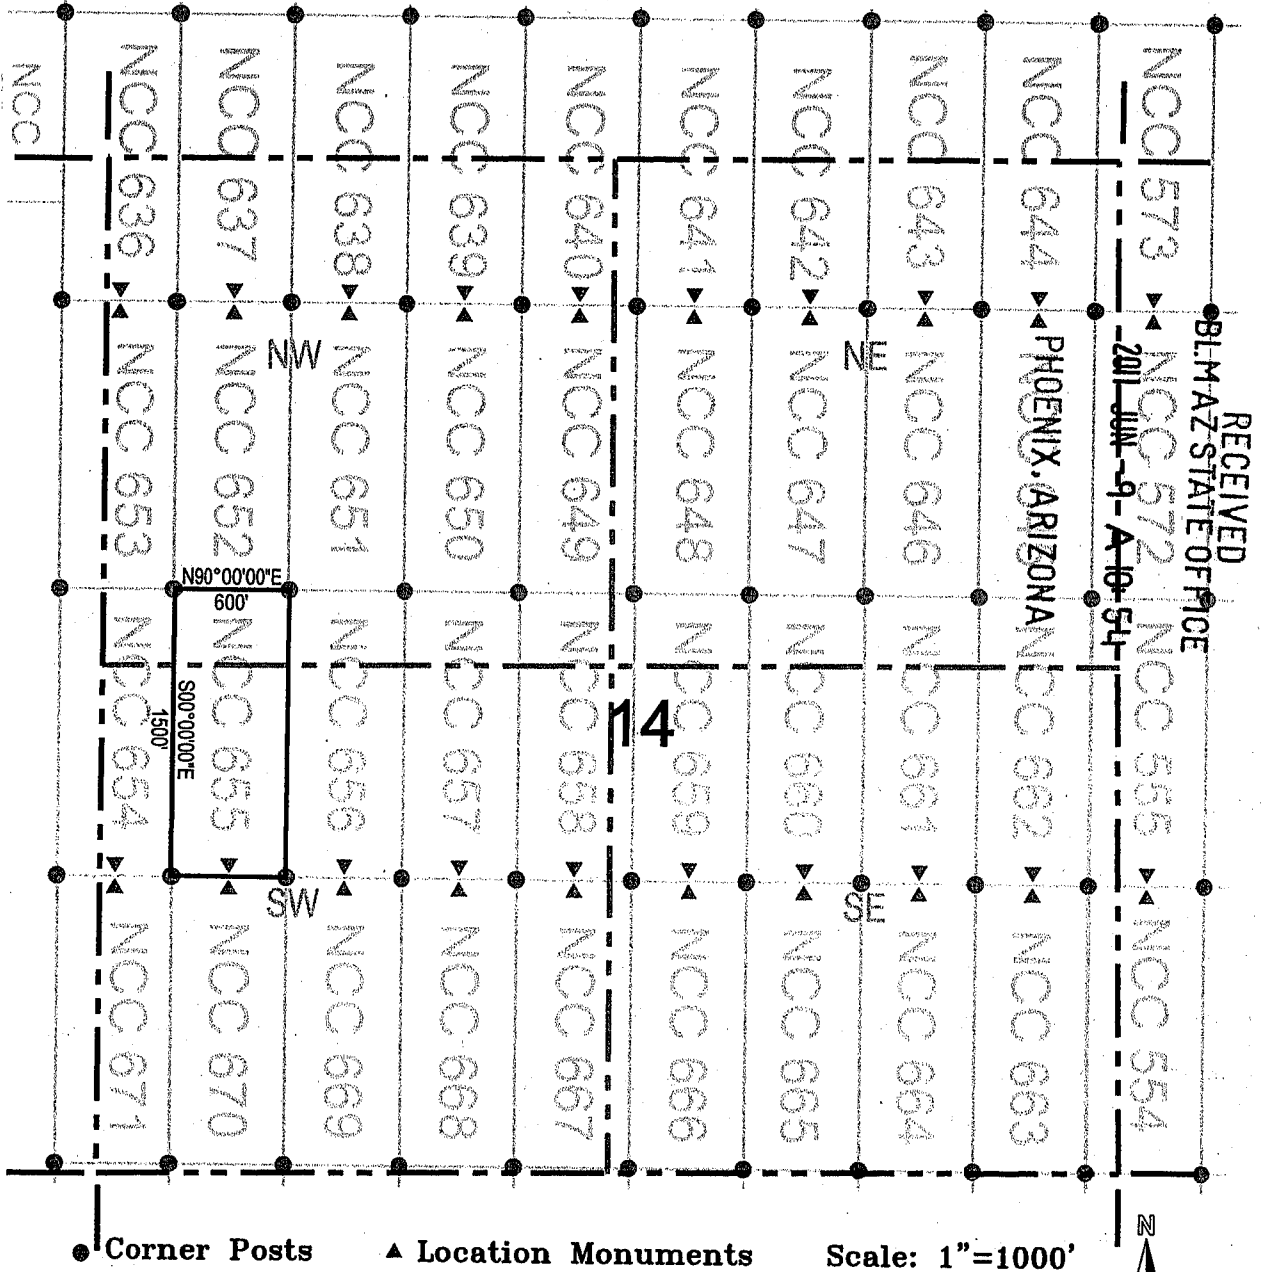 NCC
NCC 636
NCC 637
NCC 638
NCC 639
NCC 640
NCC 641
NCC 642
NCC 643
NCC 644
NCC 573
NW
NE
NCC 653
NCC 652
NCC 651
NCC 650
NCC 649
NCC 648
NCC 647
NCC 646
NCC 572
RECEIVED
BLM AZ STATE OFFICE
2011 JUN -9 A 10:54
PHOENIX, ARIZONA
N90°00'00"E
600'
S00°00'00"E
1500'
14
NCC 654
NCC 655
NCC 656
NCC 657
NCC 658
NCC 659
NCC 660
NCC 661
NCC 662
NCC 555
SW
SE
NCC 671
NCC 670
NCC 669
NCC 668
NCC 667
NCC 666
NCC 665
NCC 664
NCC 663
NCC 554
Corner Posts
Location Monuments
Scale: 1"=1000'
N